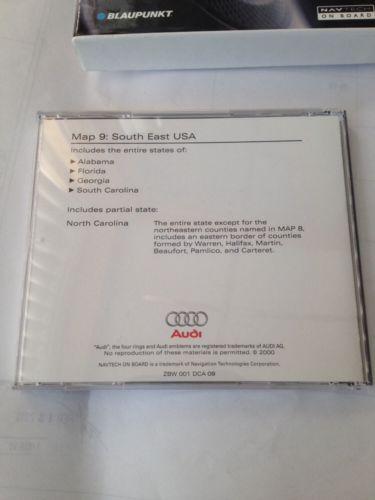 BLAUPUNKT
NAVTECH
ON BOARD
Map 9: South East USA
Includes the entire states of:
Alabama
Florida
Georgia
South Carolina
Includes partial state:
North Carolina
The entire state except for the
northeastern counties named in MAP 8,
includes an eastern border of counties
formed by Warren, Halifax, Martin,
Beaufort, Pamlico, and Carteret.
Audi
"Audi", the four rings and Audi emblems are registered trademarks of AUDI AG.
No reproduction of these materials is permitted. © 2000
NAVTECH ON BOARD is a trademark of Navigation Technologies Corporation.
ZBW 001 DCA 09